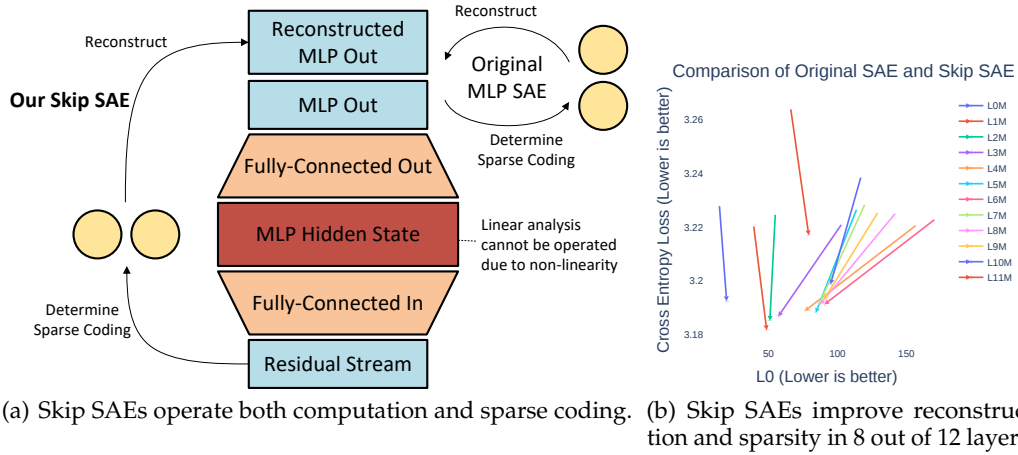 Reconstruct
Our Skip SAE
Determine
Sparse Coding
Reconstructed
MLP Out
MLP Out
Fully-Connected Out
MLP Hidden State
Fully-Connected In
Residual Stream
Reconstruct
Original
MLP SAE
Determine
Sparse Coding
Linear analysis
cannot be operated
due to non-linearity
(a) Skip SAEs operate both computation and sparse coding.
Comparison of Original SAE and Skip SAE
Cross Entropy Loss (Lower is better)
3.26
3.24
3.22
3.2
3.18
50
100
150
L0 (Lower is better)
L0M
L1M
L2M
L3M
L4M
L5M
L6M
L7M
L8M
L9M
L10M
L11M
(b) Skip SAEs improve reconstruc
tion and sparsity in 8 out of 12 layer